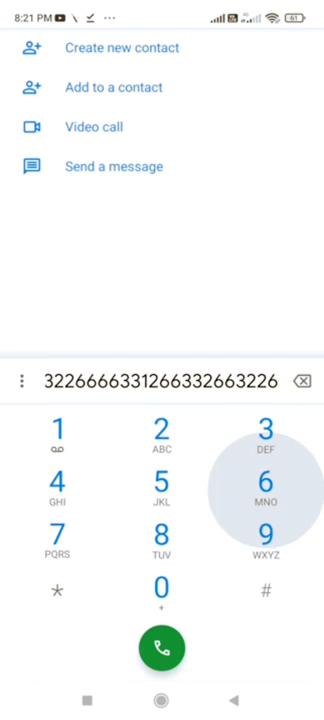 8:21 PM
61
Create new contact
Add to a contact
Video call
Send a message
3226666331266332663226
1 2 3
ABC DEF
4 5 6
GHI JKL MNO
7 8 9
PQRS TUV WXYZ
* 0 #
+